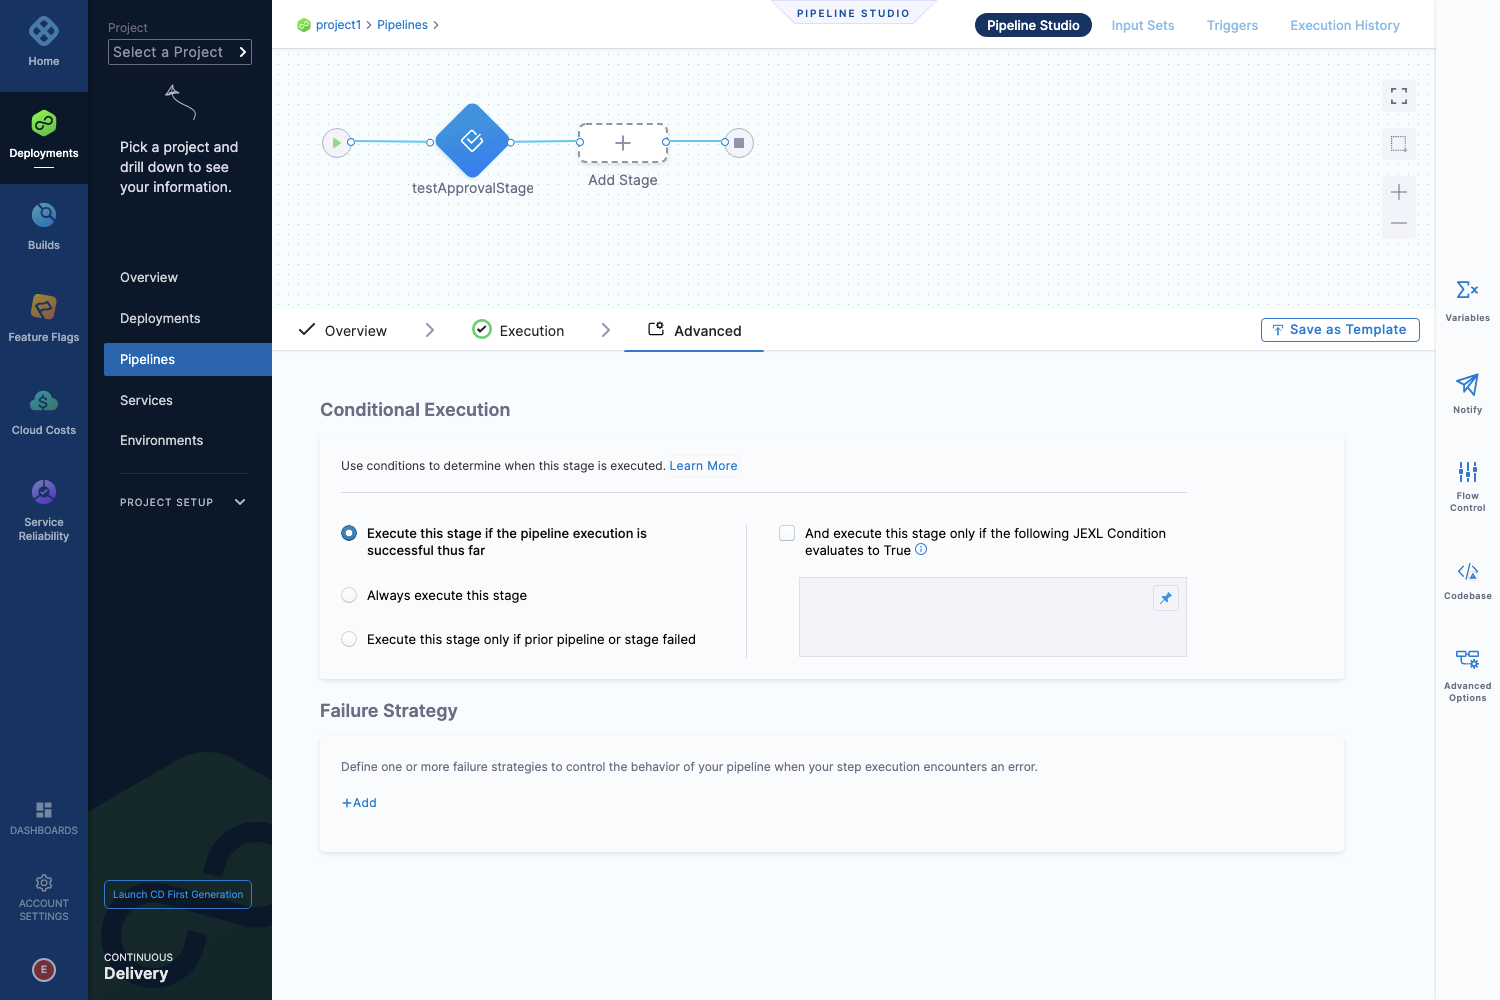 Home
Deployments
Builds
Feature Flags
Cloud Costs
Service
Reliability
DASHBOARDS
ACCOUNT
SETTINGS
E
Project
Select a Project
Pick a project and
drill down to see
your information.
Overview
Deployments
Pipelines
Services
Environments
PROJECT SETUP
Launch CD First Generation
CONTINUOUS
Delivery
project1 > Pipelines >
PIPELINE STUDIO
Pipeline Studio
Input Sets
Triggers
Execution History
testApprovalStage
Add Stage
Overview
Execution
Advanced
Save as Template
Conditional Execution
Use conditions to determine when this stage is executed. Learn More
Execute this stage if the pipeline execution is
successful thus far
Always execute this stage
Execute this stage only if prior pipeline or stage failed
And execute this stage only if the following JEXL Condition
evaluates to True
Failure Strategy
Define one or more failure strategies to control the behavior of your pipeline when your step execution encounters an error.
+Add
Variables
Notify
Flow
Control
Codebase
Advanced
Options